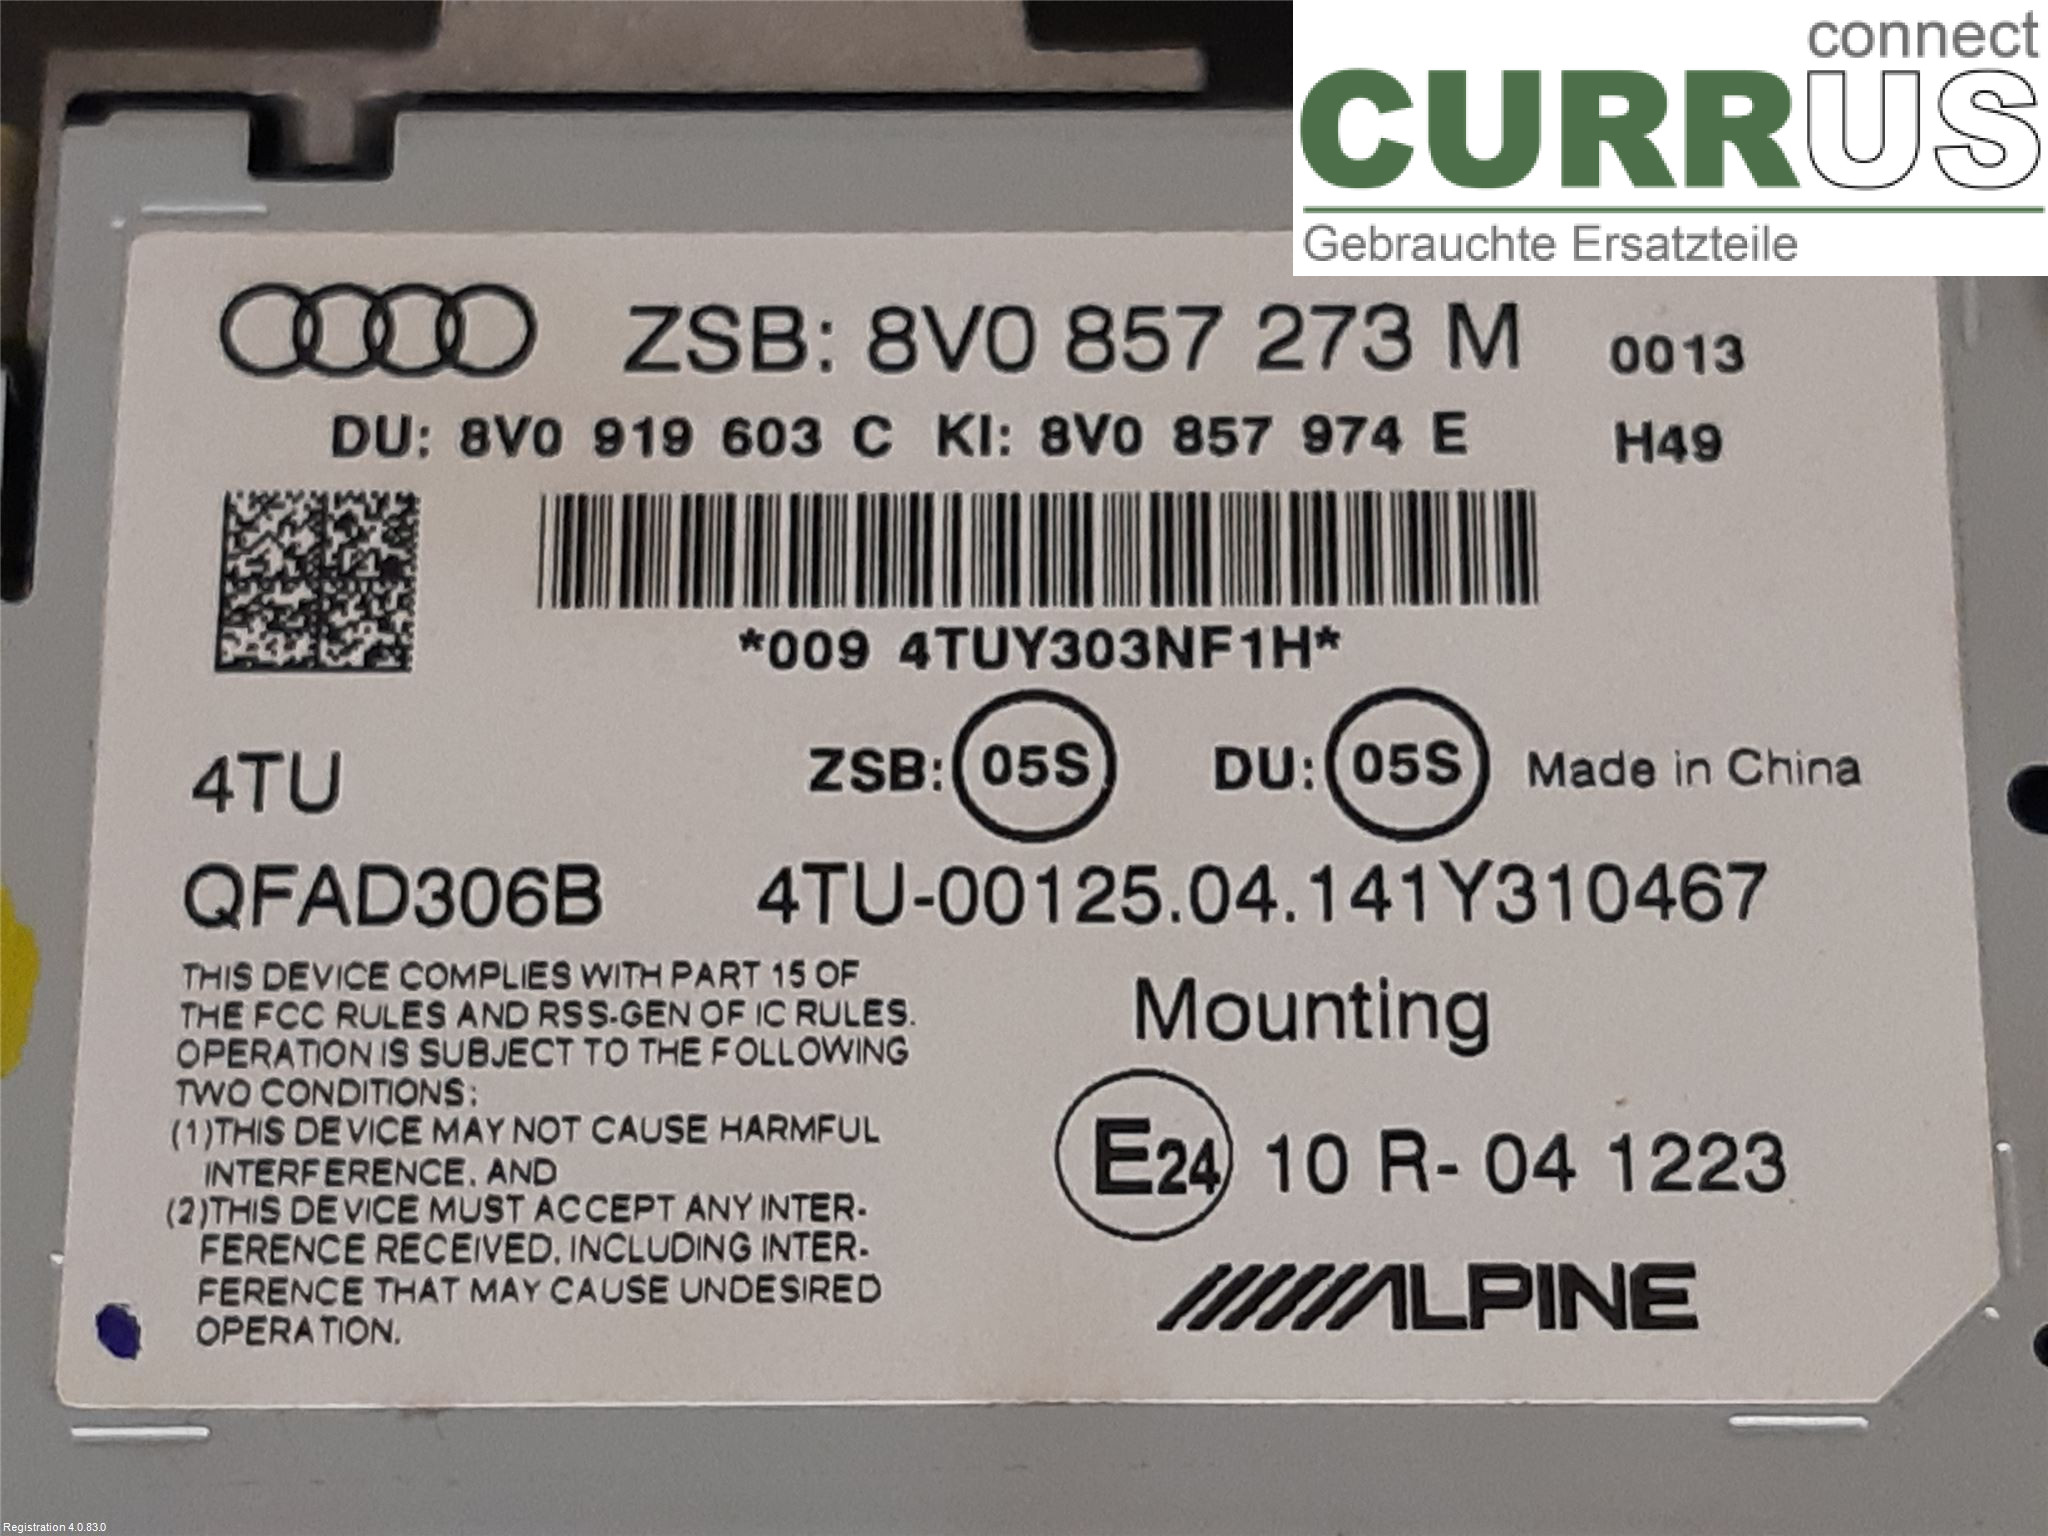 connect
CURRUS
Gebrauchte Ersatzteile
ZSB: 8V0 857 273 M 0013
DU: 8V0 919 603 C KI: 8V0 857 974 E H49
*009 4TUY303NF1H*
4TU ZSB: 05S DU: 05S Made in China
QFAD306B 4TU-00125.04.141Y310467
THIS DEVICE COMPLIES WITH PART 15 OF
THE FCC RULES AND RSS-GEN OF IC RULES.
OPERATION IS SUBJECT TO THE FOLLOWING
TWO CONDITIONS:
(1)THIS DEVICE MAY NOT CAUSE HARMFUL
INTERFERENCE, AND
(2)THIS DEVICE MUST ACCEPT ANY INTER-
FERENCE RECEIVED, INCLUDING INTER-
FERENCE THAT MAY CAUSE UNDESIRED
OPERATION.
Mounting
E24 10 R- 04 1223
ALPINE
Registration 4.0.83.0